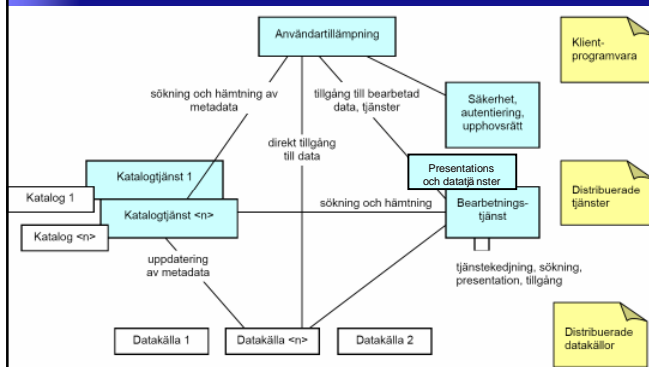 Användartillämpning
Klient-
programvara
sökning och hämtning av
metadata
tillgång till bearbetad
data, tjänster
Säkerhet,
autentiering,
upphovsrätt
direkt tillgång
till data
Katalogtjänst 1
Presentations
och datatjä nster
Distribuerade
tjänster
Katalog 1
Katalogtjänst <n>
sökning och hämtning
Bearbetnings-
tjänst
Katalog <n>
uppdatering
av metadata
tjänstekedjning, sökning,
presentation, tillgång
Datakälla 1
Datakälla <n>
Datakälla 2
Distribuerade
datakällor